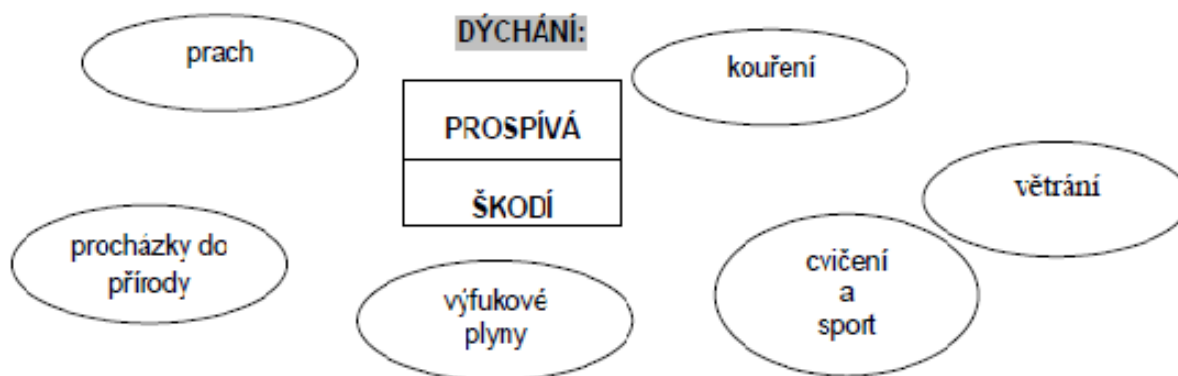 DÝCHÁNÍ:
prach
kouření
PROSPÍVÁ
větrání
ŠKODÍ
procházky do
přírody
cvičení
a
sport
výfukové
plyny